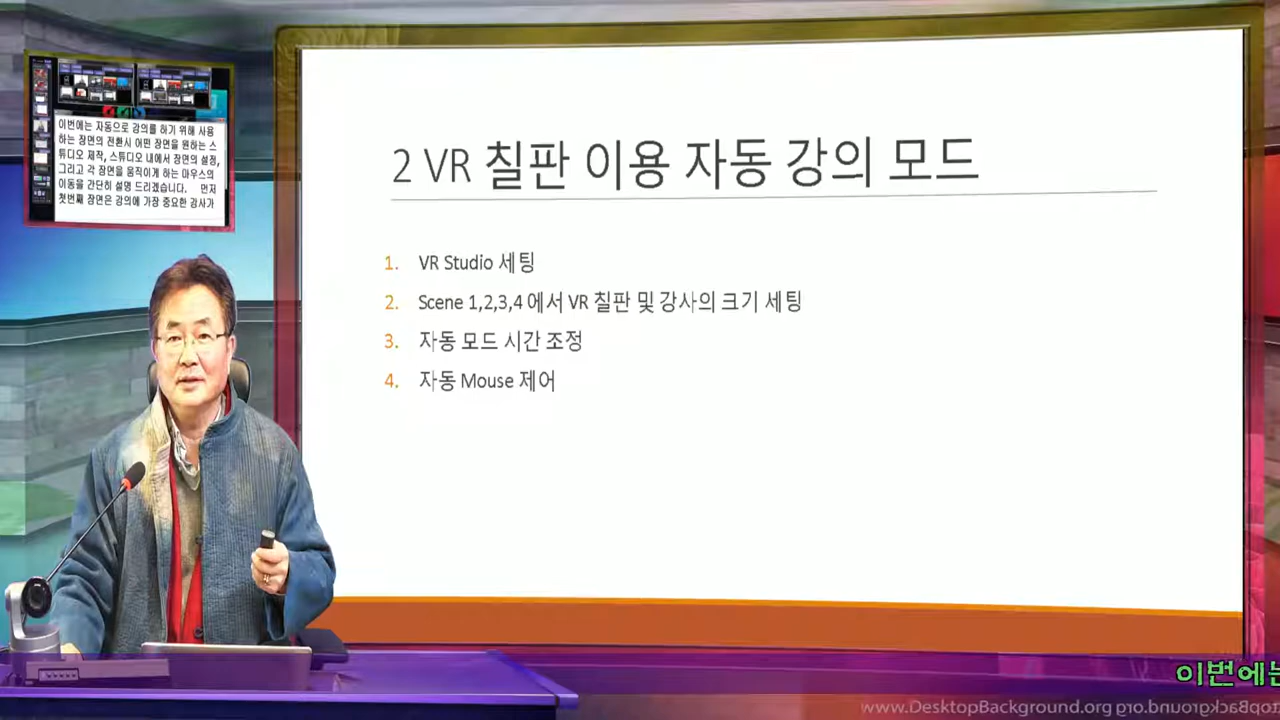 이번에는 자동으로 강의를 하기 위해 사용
하는 장면의 전환시 어떤 장면을 원하는 스
튜디오 제작, 스튜디오 내에서 장면의 설정,
그리고 각 장면을 움직이게 하는 마우스의
이동을 간단히 설명 드리겠습니다. 먼저
첫번째 장면은 강의에 가장 중요한 강사가
2 VR 칠판 이용 자동 강의 모드
1. VR Studio 세팅
2. Scene 1,2,3,4 에서 VR 칠판 및 강사의 크기 세팅
3. 자동 모드 시간 조정
4. 자동 Mouse 제어
이번에는
www.DesktopBackground.org